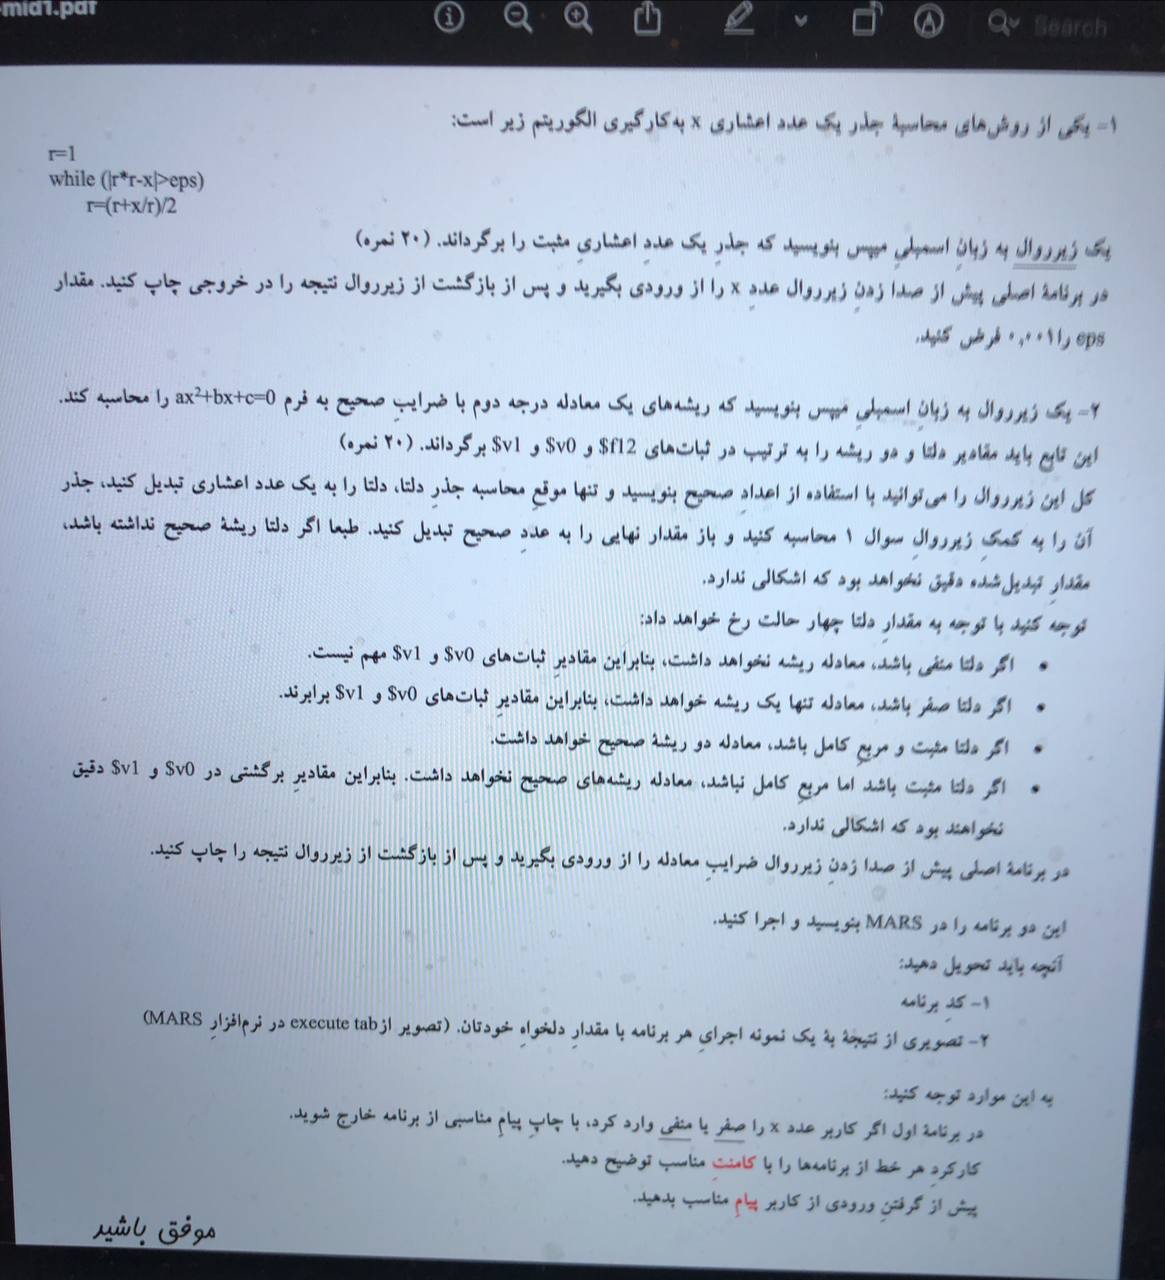 mid1.pdf
Search
۱- یکی از روش‌های محاسبهٔ جذر یک عدد اعشاری x به‌کارگیری الگوریتم زیر است:
r=1
while (|r*r-x|>eps)
r=(r+x/r)/2
یک زیرروال به زبانِ اسمبلیِ میپس بنویسید که جذرِ یک عددِ اعشاریِ مثبت را برگرداند. (۲۰ نمره)
در برنامهٔ اصلی پیش از صدا زدنِ زیرروال عددِ x را از ورودی بگیرید و پس از بازگشت از زیرروال نتیجه را در خروجی چاپ کنید. مقدار
eps را ۰٫۰۰۱ فرض کنید.
۲- یک زیرروال به زبانِ اسمبلیِ میپس بنویسید که ریشه‌های یک معادله درجه دوم با ضرایبِ صحیح به فرم ax²+bx+c=0 را محاسبه کند.
این تابع باید مقادیر دلتا و دو ریشه را به ترتیب در ثبات‌های $f12 و $v0 و $v1 برگرداند. (۲۰ نمره)
کل این زیرروال را می‌توانید با استفاده از اعدادِ صحیح بنویسید و تنها موقعِ محاسبه جذرِ دلتا، دلتا را به یک عدد اعشاری تبدیل کنید، جذر
آن را به کمکِ زیرروالِ سوال ۱ محاسبه کنید و باز مقدار نهایی را به عددِ صحیح تبدیل کنید. طبعا اگر دلتا ریشهٔ صحیح نداشته باشد،
مقدارِ تبدیل‌شده دقیق نخواهد بود که اشکالی ندارد.
توجه کنید با توجه به مقدارِ دلتا چهار حالت رخ خواهد داد:
• اگر دلتا منفی باشد، معادله ریشه نخواهد داشت، بنابراین مقادیرِ ثبات‌های $v0 و $v1 مهم نیست.
• اگر دلتا صفر باشد، معادله تنها یک ریشه خواهد داشت، بنابراین مقادیرِ ثبات‌های $v0 و $v1 برابرند.
• اگر دلتا مثبت و مربعِ کامل باشد، معادله دو ریشهٔ صحیح خواهد داشت.
• اگر دلتا مثبت باشد اما مربعِ کامل نباشد، معادله ریشه‌های صحیح نخواهد داشت. بنابراین مقادیرِ برگشتی در $v0 و $v1 دقیق
نخواهند بود که اشکالی ندارد.
در برنامهٔ اصلی پیش از صدا زدنِ زیرروال ضرایبِ معادله را از ورودی بگیرید و پس از بازگشت از زیرروال نتیجه را چاپ کنید.
این دو برنامه را در MARS بنویسید و اجرا کنید.
آنچه باید تحویل دهید:
۱- کدِ برنامه
۲- تصویری از نتیجهٔ بهٔ یک نمونه اجرایِ هر برنامه با مقدارِ دلخواهِ خودتان. (تصویر از execute tab در نرم‌افزارِ MARS)
به این موارد توجه کنید:
در برنامهٔ اول اگر کاربر عدد x را صفر یا منفی وارد کرد، با چاپِ پیامِ مناسبی از برنامه خارج شوید.
کارکردِ هر خط از برنامه‌ها را با کامنتِ مناسب توضیح دهید.
پیش از گرفتنِ ورودی از کاربر پیامِ مناسب بدهید.
موفق باشید